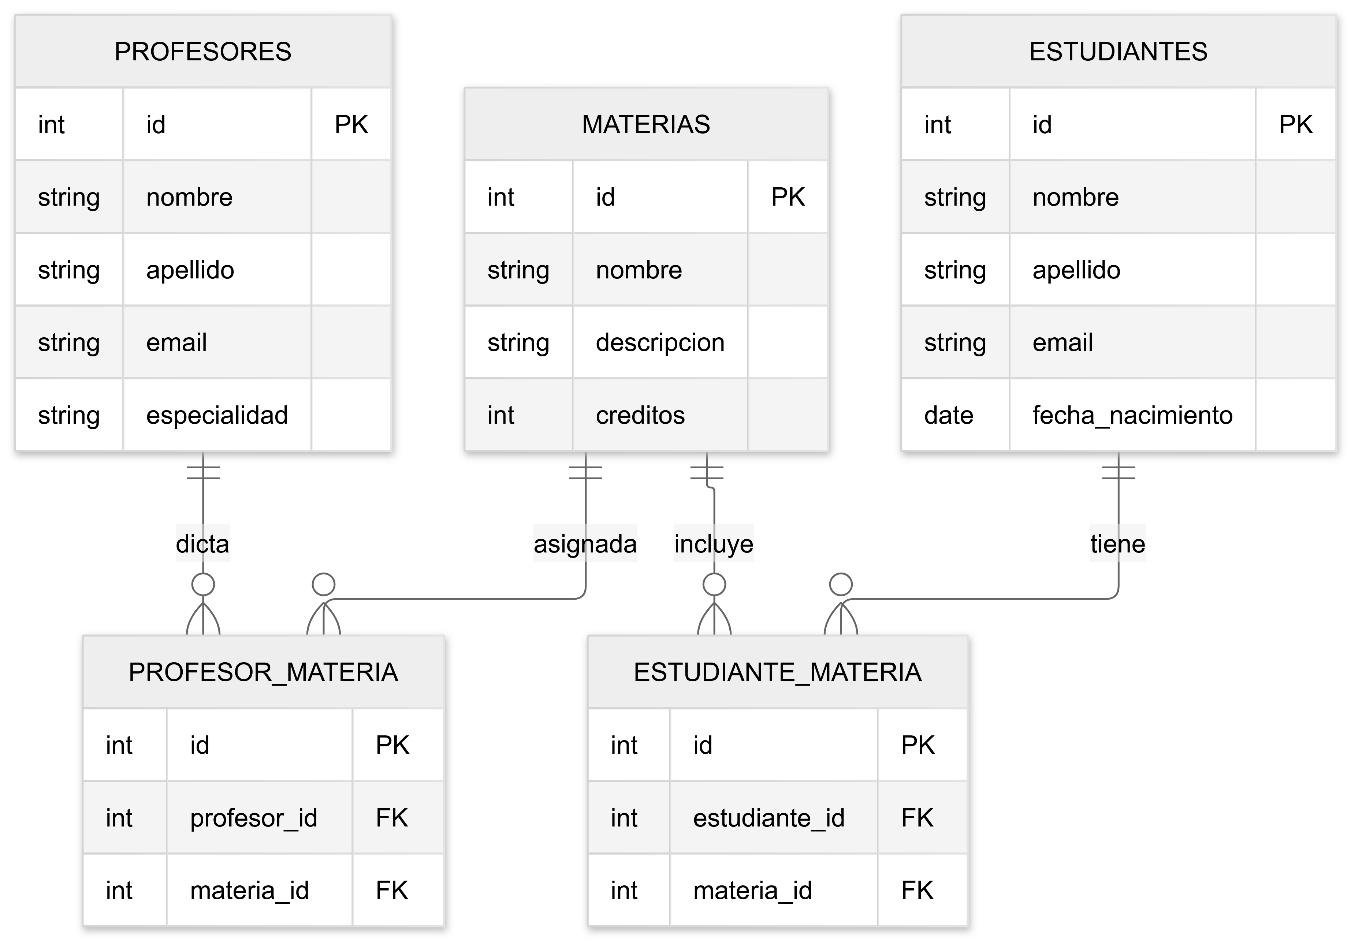 PROFESORES
int id PK
string nombre
string apellido
string email
string especialidad
MATERIAS
int id PK
string nombre
string descripcion
int creditos
ESTUDIANTES
int id PK
string nombre
string apellido
string email
date fecha_nacimiento
dicta
asignada
incluye
tiene
PROFESOR_MATERIA
int id PK
int profesor_id FK
int materia_id FK
ESTUDIANTE_MATERIA
int id PK
int estudiante_id FK
int materia_id FK